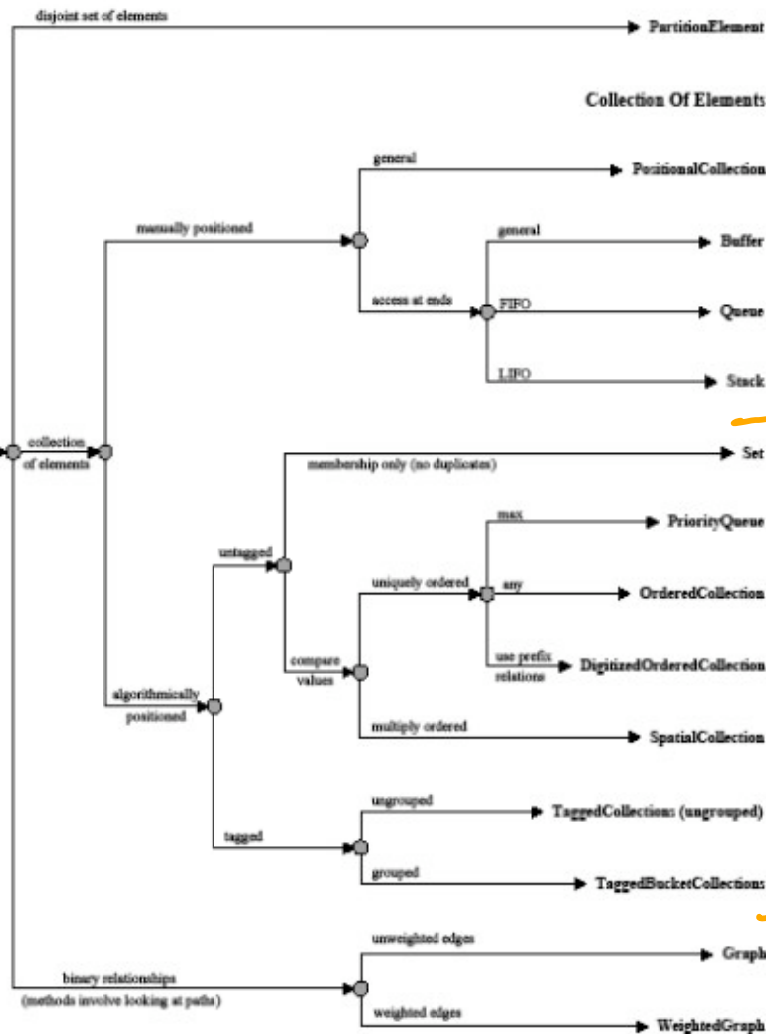 disjoint set of elements
PartitionElement
Collection Of Elements
general
PositionalCollection
manually positioned
general
Buffer
access at ends
FIFO
Queue
LIFO
Stack
collection
of elements
membership only (no duplicates)
Set
max
PriorityQueue
untagged
uniquely ordered
any
OrderedCollection
compare
values
use prefix
relations
DigitizedOrderedCollection
algorithmically
positioned
multiply ordered
SpatialCollection
ungrouped
TaggedCollections (ungrouped)
tagged
grouped
TaggedBucketCollections
unweighted edges
Graph
binary relationships
(methods involve looking at paths)
weighted edges
WeightedGraph